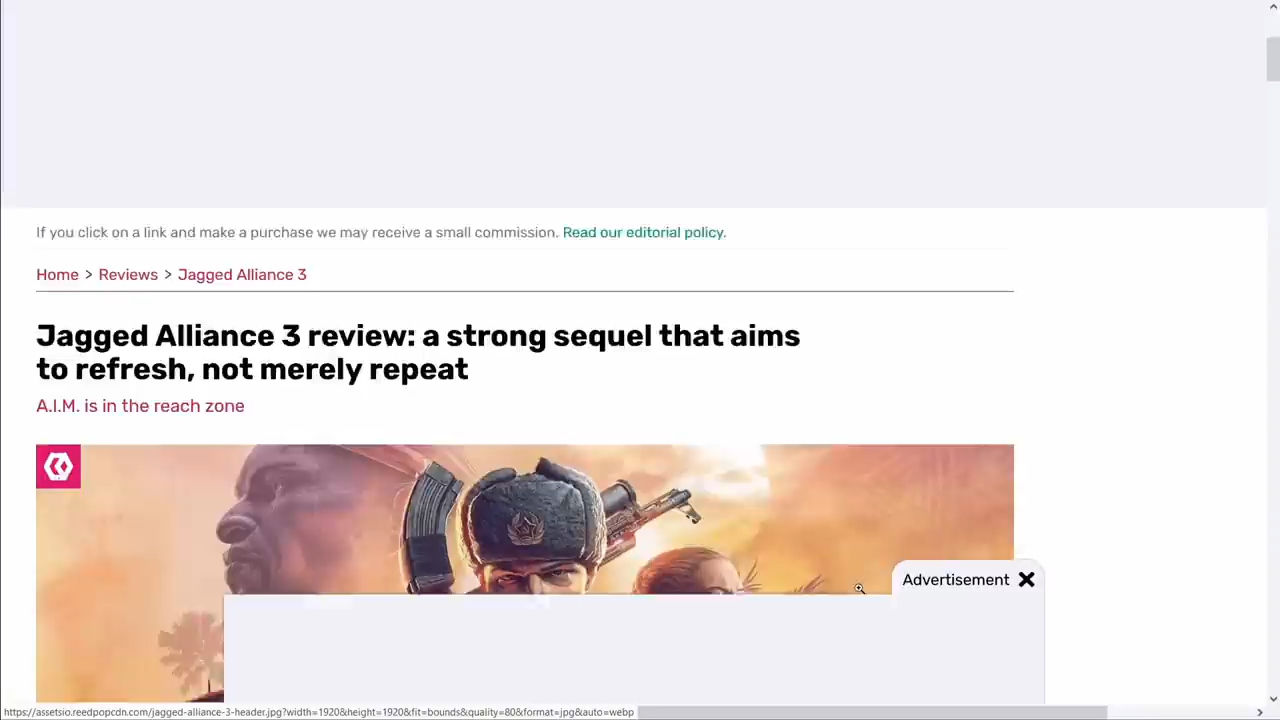 If you click on a link and make a purchase we may receive a small commission. Read our editorial policy.
Home > Reviews > Jagged Alliance 3
Jagged Alliance 3 review: a strong sequel that aims
to refresh, not merely repeat
A.I.M. is in the reach zone
Advertisement
https://assetsio.reedpopcdn.com/jagged-alliance-3-header.jpg?width=1920&height=1920&fit=bounds&quality=80&format=jpg&auto=webp